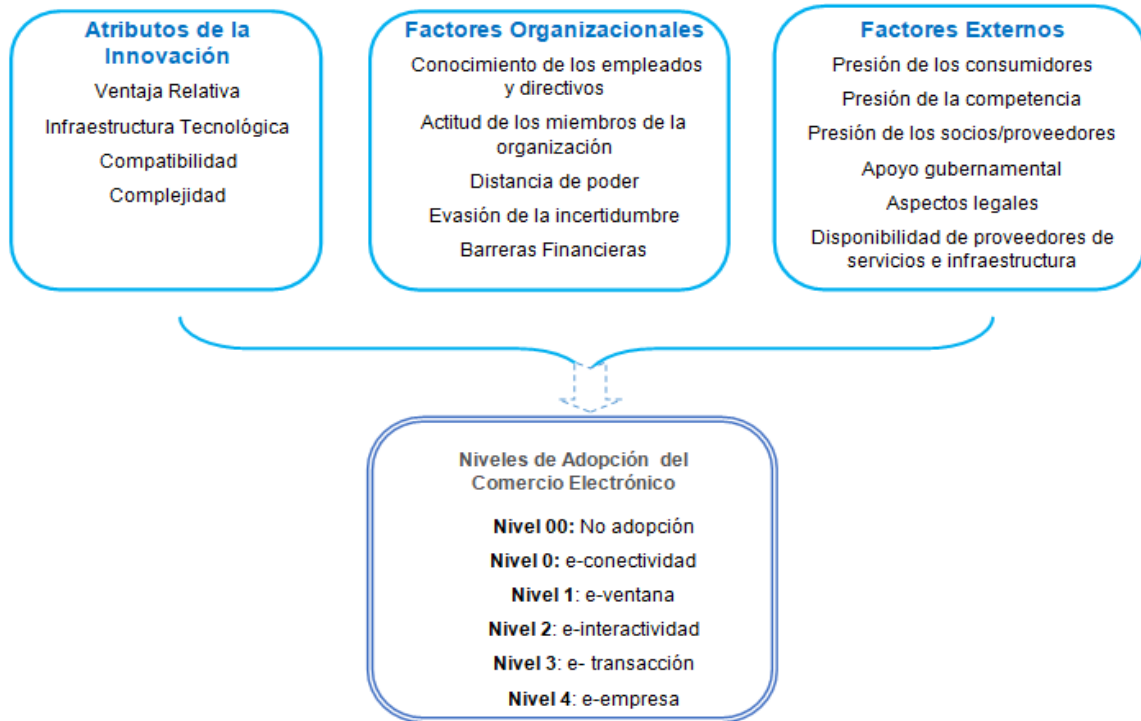 Atributos de la
Innovación
Ventaja Relativa
Infraestructura Tecnológica
Compatibilidad
Complejidad
Factores Organizacionales
Conocimiento de los empleados
y directivos
Actitud de los miembros de la
organización
Distancia de poder
Evasión de la incertidumbre
Barreras Financieras
Factores Externos
Presión de los consumidores
Presión de la competencia
Presión de los socios/proveedores
Apoyo gubernamental
Aspectos legales
Disponibilidad de proveedores de
servicios e infraestructura
Niveles de Adopción del
Comercio Electrónico
Nivel 00: No adopción
Nivel 0: e-conectividad
Nivel 1: e-ventana
Nivel 2: e-interactividad
Nivel 3: e- transacción
Nivel 4: e-empresa